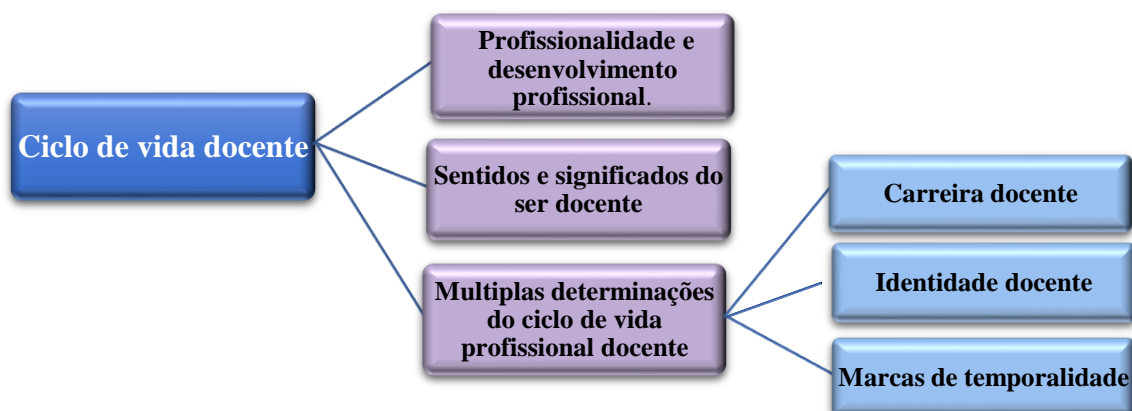 Ciclo de vida docente
Profissionalidade e
desenvolvimento
profissional.
Sentidos e significados do
ser docente
Multiplas determinações
do ciclo de vida
profissional docente
Carreira docente
Identidade docente
Marcas de temporalidade